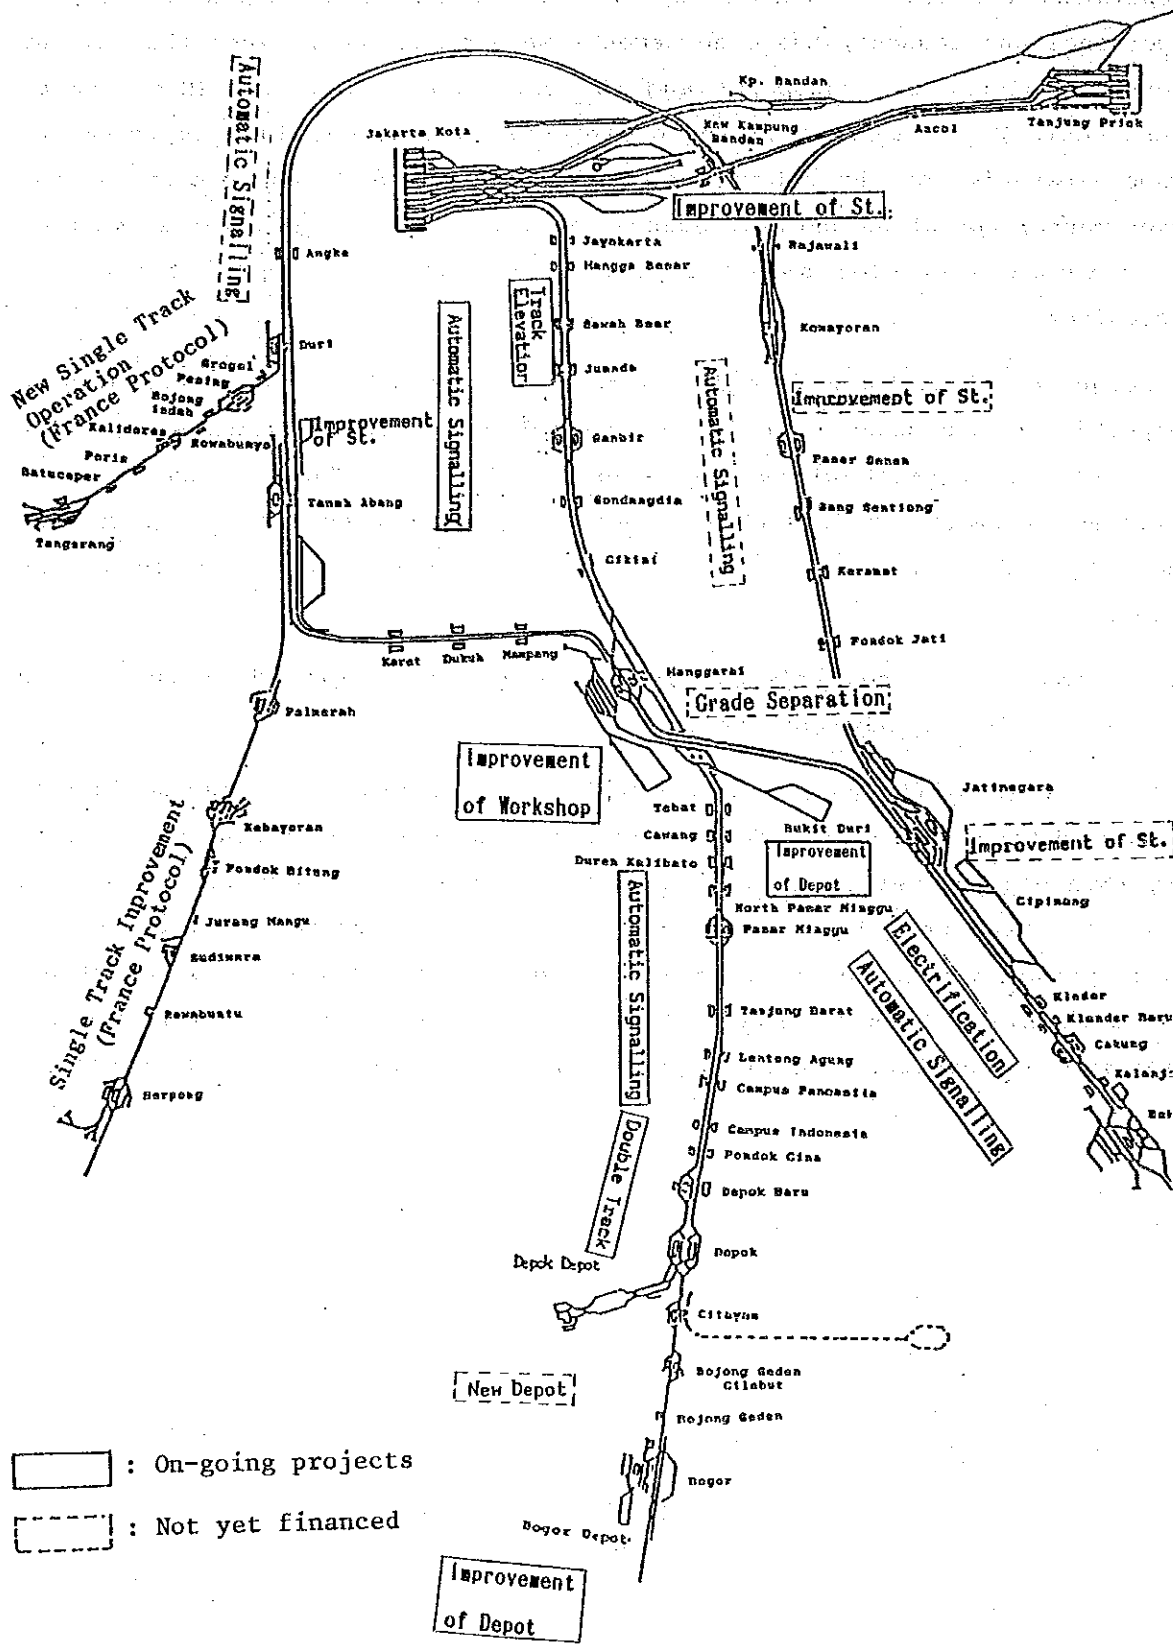 Kp. Bandan
New Kampung
Bandan
Ancol
Tanjung Priok
Jakarta Kota
Automatic Signalling
Improvement of St.
Jayakarta
Mangga Besar
Rajawali
Angke
Track
Elevation
Automatic Signalling
Sawah Besar
Kemayoran
New Single Track
Operation
(France Protocol)
Duri
Grogol
Pesing
Bojong
Indah
Kalideres
Rowabunyo
Poris
Batuceper
Tangerang
Juanda
Automatic Signalling
Improvement of St.
Improvement
of St.
Gambir
Pasar Senen
Tanah Abang
Gondangdia
Gang Sentiong
Cikini
Keramat
Pondok Jati
Karet
Dukuh
Mampang
Manggarai
Grade Separation
Palmerah
Improvement
of Workshop
Jatinegara
Tebet
Cawang
Bukit Duri
Improvement
of Depot
Improvement of St.
Duren Kalibata
Kebayoran
Pondok Bitung
Cipinang
North Pasar Minggu
Pasar Minggu
Jurang Mangu
Sudimara
Single Track Improvement
(France Protocol)
Automatic Signalling
Electrification
Automatic Signalling
Rawabuntu
Tanjung Barat
Klender
Klender Baru
Cakung
Lenteng Agung
Campus Pancasila
Serpong
Campus Indonesia
Pondok Cina
Double Track
Depok Baru
Depok
Depok Depot
Citayam
Bojong Geden
Cilebut
New Depot
Bojong Geden
Bogor
: On-going projects
: Not yet financed
Bogor Depot
Improvement
of Depot